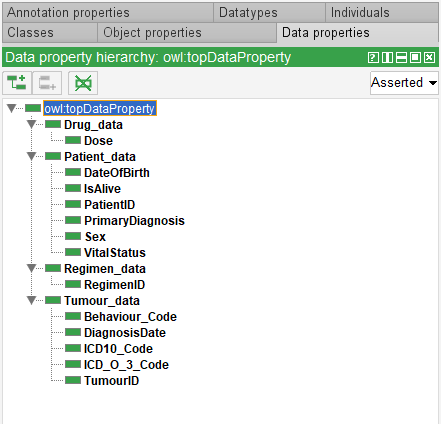 Annotation properties Datatypes Individuals
Classes Object properties Data properties
Data property hierarchy: owl:topDataProperty
Asserted
owl:topDataProperty
Drug_data
Dose
Patient_data
DateOfBirth
IsAlive
PatientID
PrimaryDiagnosis
Sex
VitalStatus
Regimen_data
RegimenID
Tumour_data
Behaviour_Code
DiagnosisDate
ICD10_Code
ICD_O_3_Code
TumourID